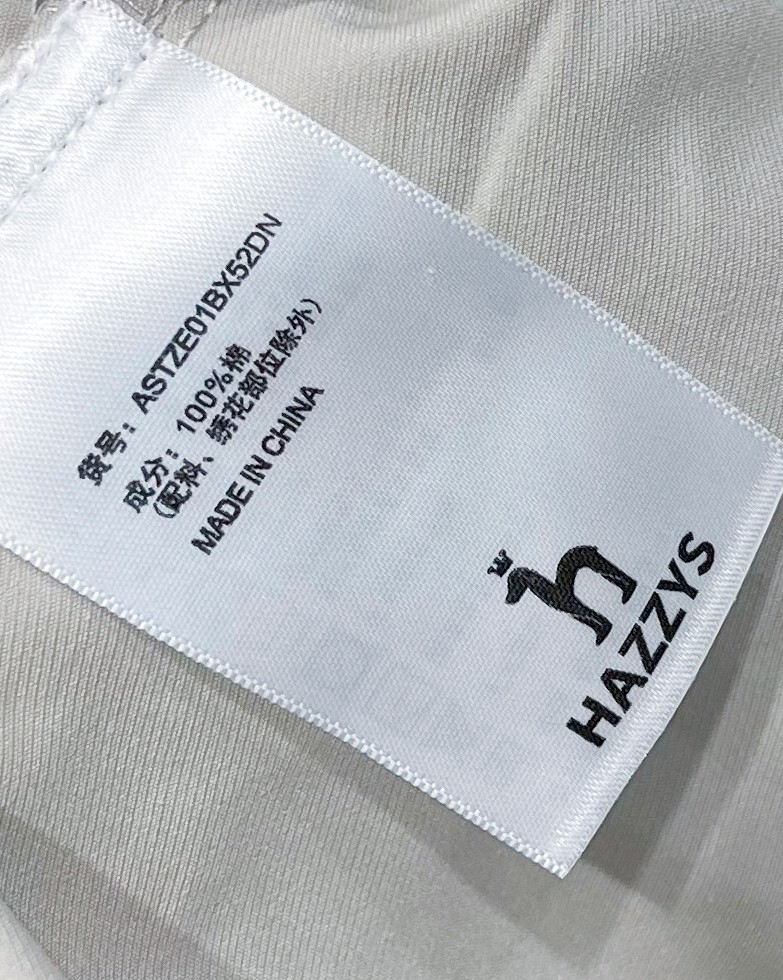 货号：ASTZE01BX52DN
成分：100%棉
（配料、绣花部位除外）
MADE IN CHINA
HAZZYS